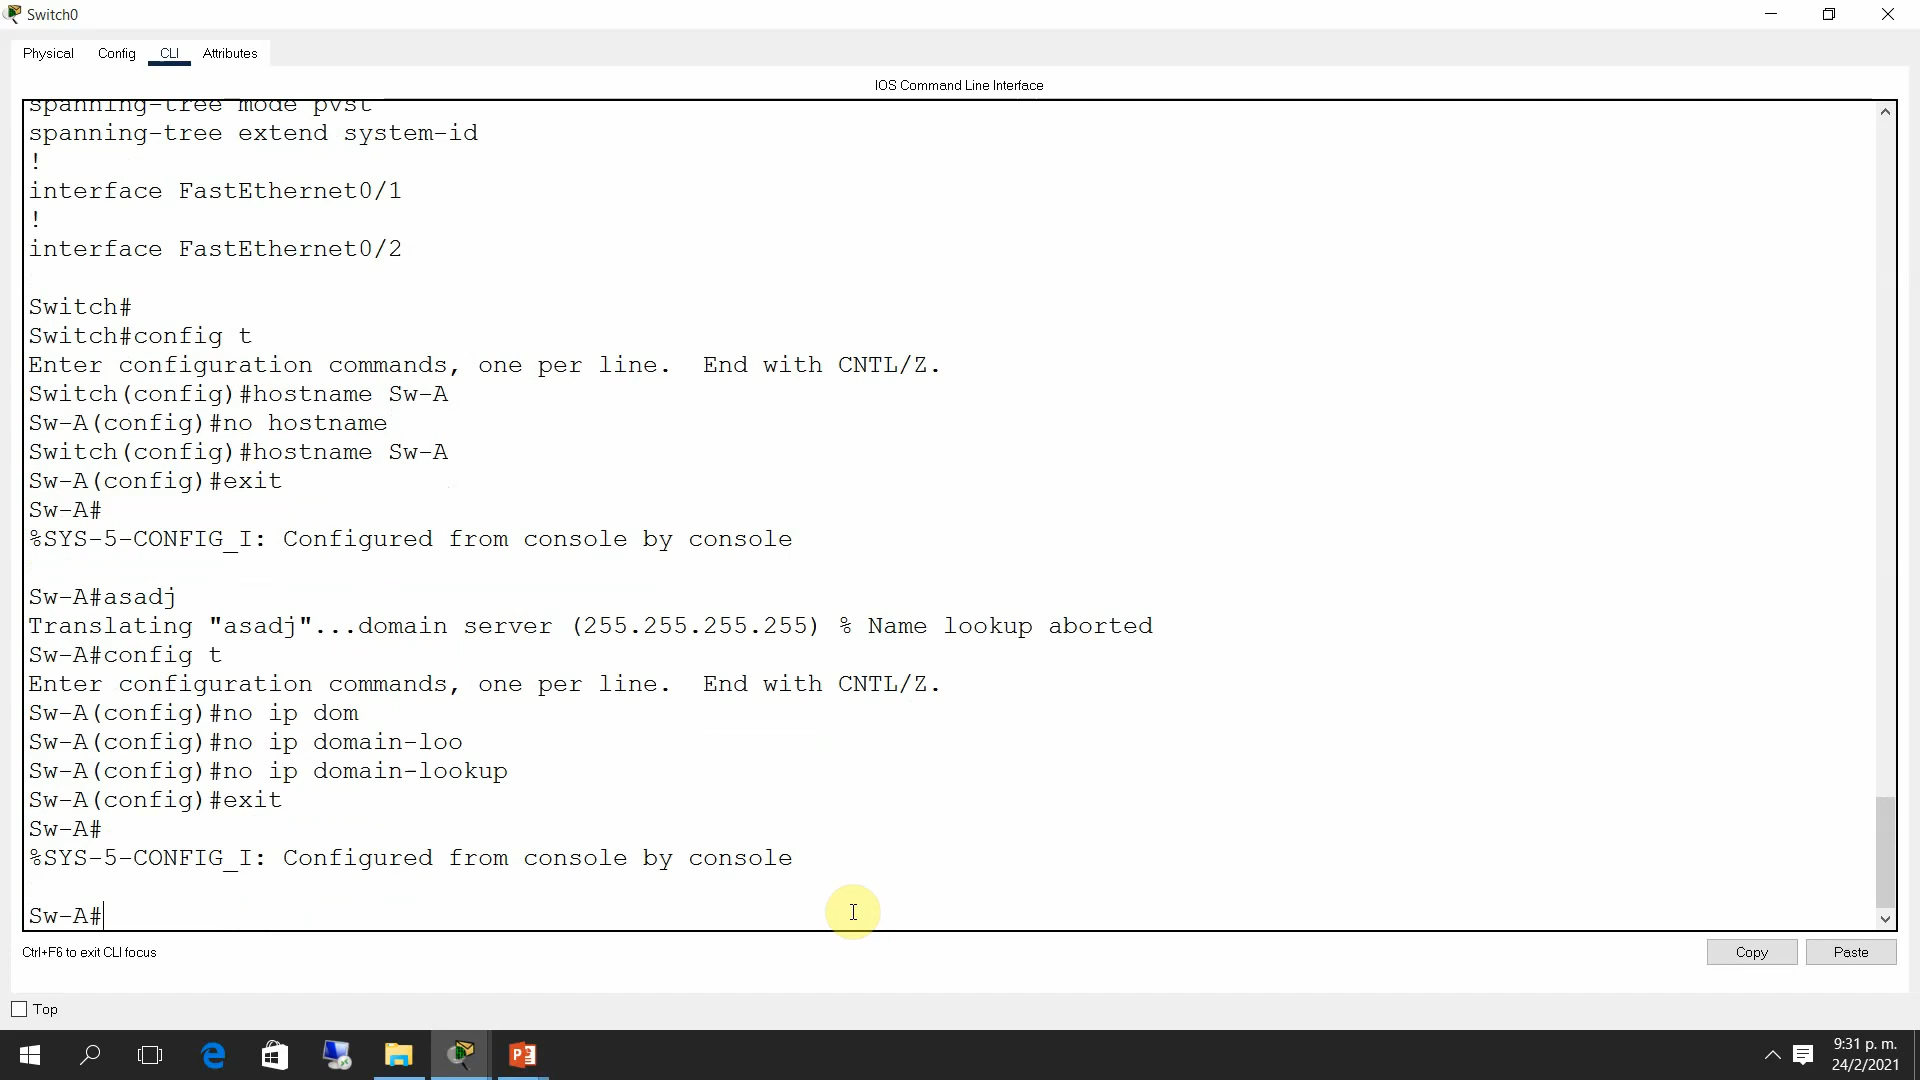 Switch0
Physical Config CLI Attributes
IOS Command Line Interface
spanning-tree mode pvst
spanning-tree extend system-id
!
interface FastEthernet0/1
!
interface FastEthernet0/2
Switch#
Switch#config t
Enter configuration commands, one per line.  End with CNTL/Z.
Switch(config)#hostname Sw-A
Sw-A(config)#no hostname
Switch(config)#hostname Sw-A
Sw-A(config)#exit
Sw-A#
%SYS-5-CONFIG_I: Configured from console by console
Sw-A#asadj
Translating "asadj"...domain server (255.255.255.255) % Name lookup aborted
Sw-A#config t
Enter configuration commands, one per line.  End with CNTL/Z.
Sw-A(config)#no ip dom
Sw-A(config)#no ip domain-loo
Sw-A(config)#no ip domain-lookup
Sw-A(config)#exit
Sw-A#
%SYS-5-CONFIG_I: Configured from console by console
Sw-A#
Ctrl+F6 to exit CLI focus
Copy Paste
Top
9:31 p. m.
24/2/2021